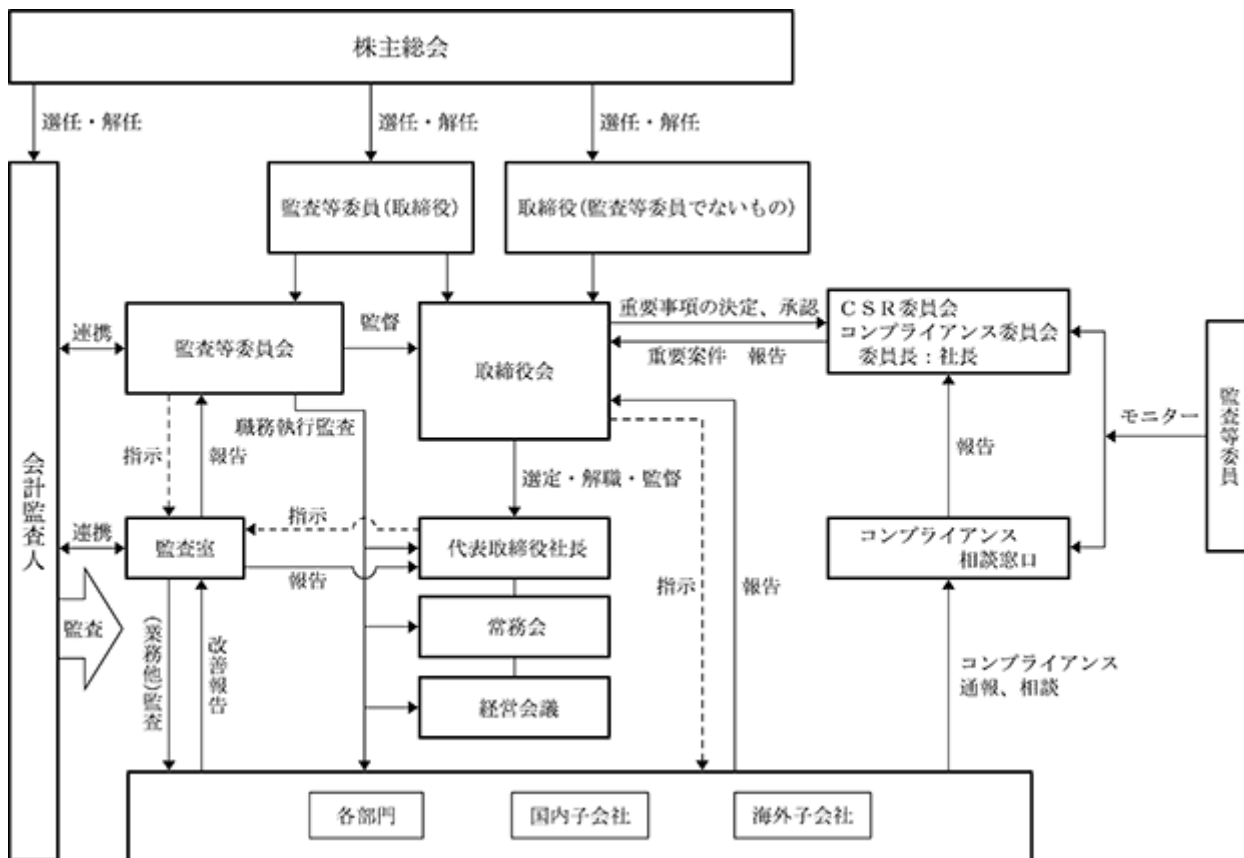 株主総会
選任・解任
選任・解任
選任・解任
監査等委員(取締役)
取締役(監査等委員でないもの)
会計監査人
連携
監査等委員会
監督
取締役会
重要事項の決定、承認
重要案件 報告
CSR委員会
コンプライアンス委員会
委員長:社長
監査等委員
モニター
職務執行監査
指示
報告
選定・解職・監督
報告
連携
監査室
指示
報告
代表取締役社長
コンプライアンス
相談窓口
指示
報告
監査
(業務他)監査
改善報告
常務会
経営会議
コンプライアンス
通報、相談
各部門
国内子会社
海外子会社